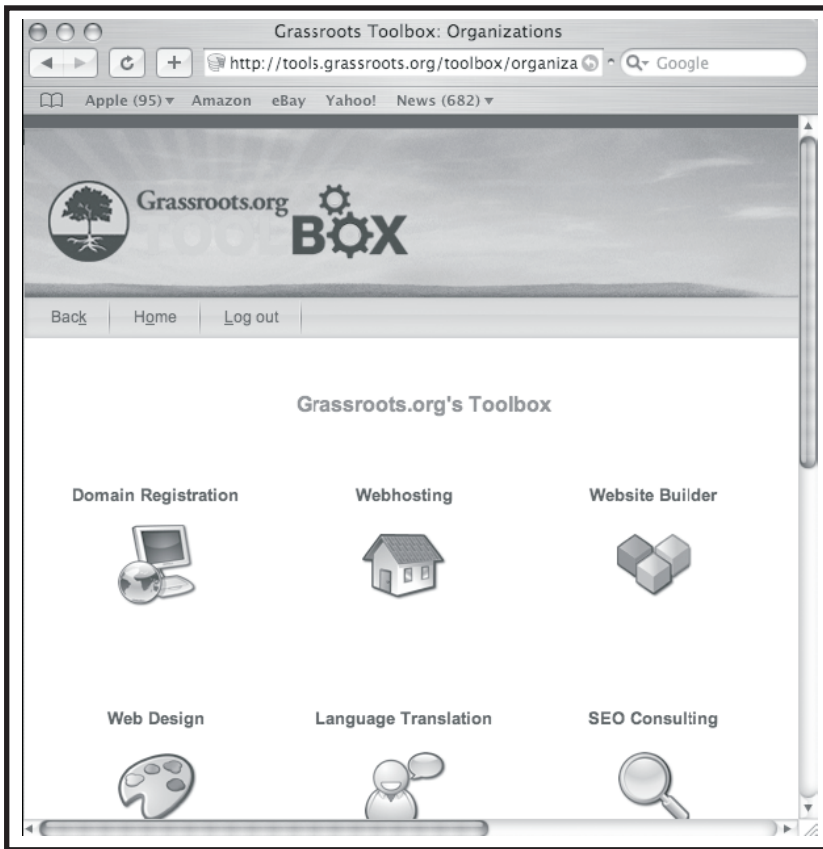 Grassroots Toolbox: Organizations
http://tools.grassroots.org/toolbox/organiza Google
Apple (95) Amazon eBay Yahoo! News (682)
Grassroots.org
TOOL BOX
Back Home Log out
Grassroots.org's Toolbox
Domain Registration Webhosting Website Builder
Web Design Language Translation SEO Consulting